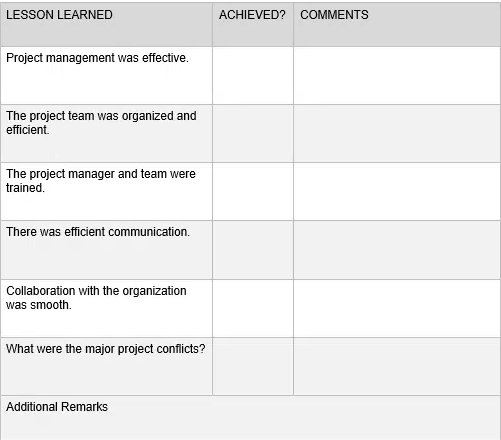 LESSON LEARNED ACHIEVED? COMMENTS
Project management was effective.
The project team was organized and
efficient.
The project manager and team were
trained.
There was efficient communication.
Collaboration with the organization
was smooth.
What were the major project conflicts?
Additional Remarks